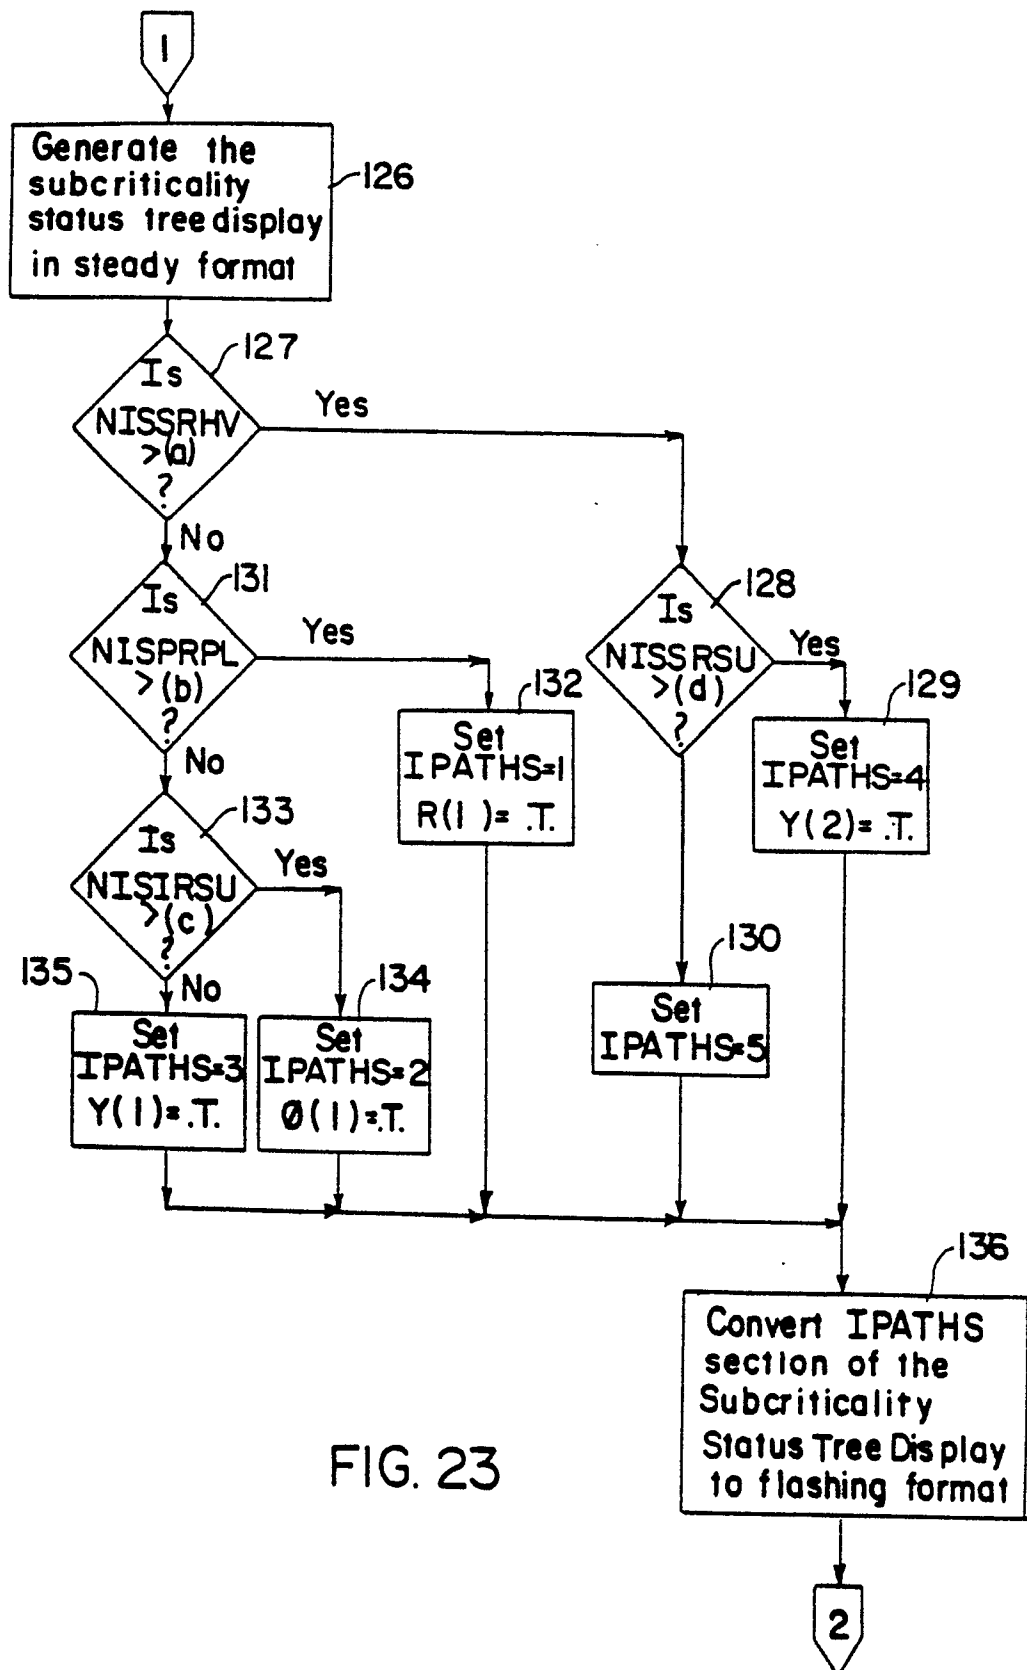 1
Generate the
subcriticality
status tree display
in steady format
126
127
Is
NISSRHV
>(a)
?
Yes
No
131
Is
NISPRPL
>(b)
?
Yes
No
128
Is
NISSRSU
>(d)
?
Yes
132
Set
IPATHS=1
R(1)= .T.
129
Set
IPATHS=4
Y(2)= .T.
133
Is
NISIRSU
>(c)
?
Yes
No
130
Set
IPATHS=5
135
Set
IPATHS=3
Y(1)= .T.
134
Set
IPATHS=2
Ø(1)=.T.
136
Convert IPATHS
section of the
Subcriticality
Status Tree Display
to flashing format
FIG. 23
2